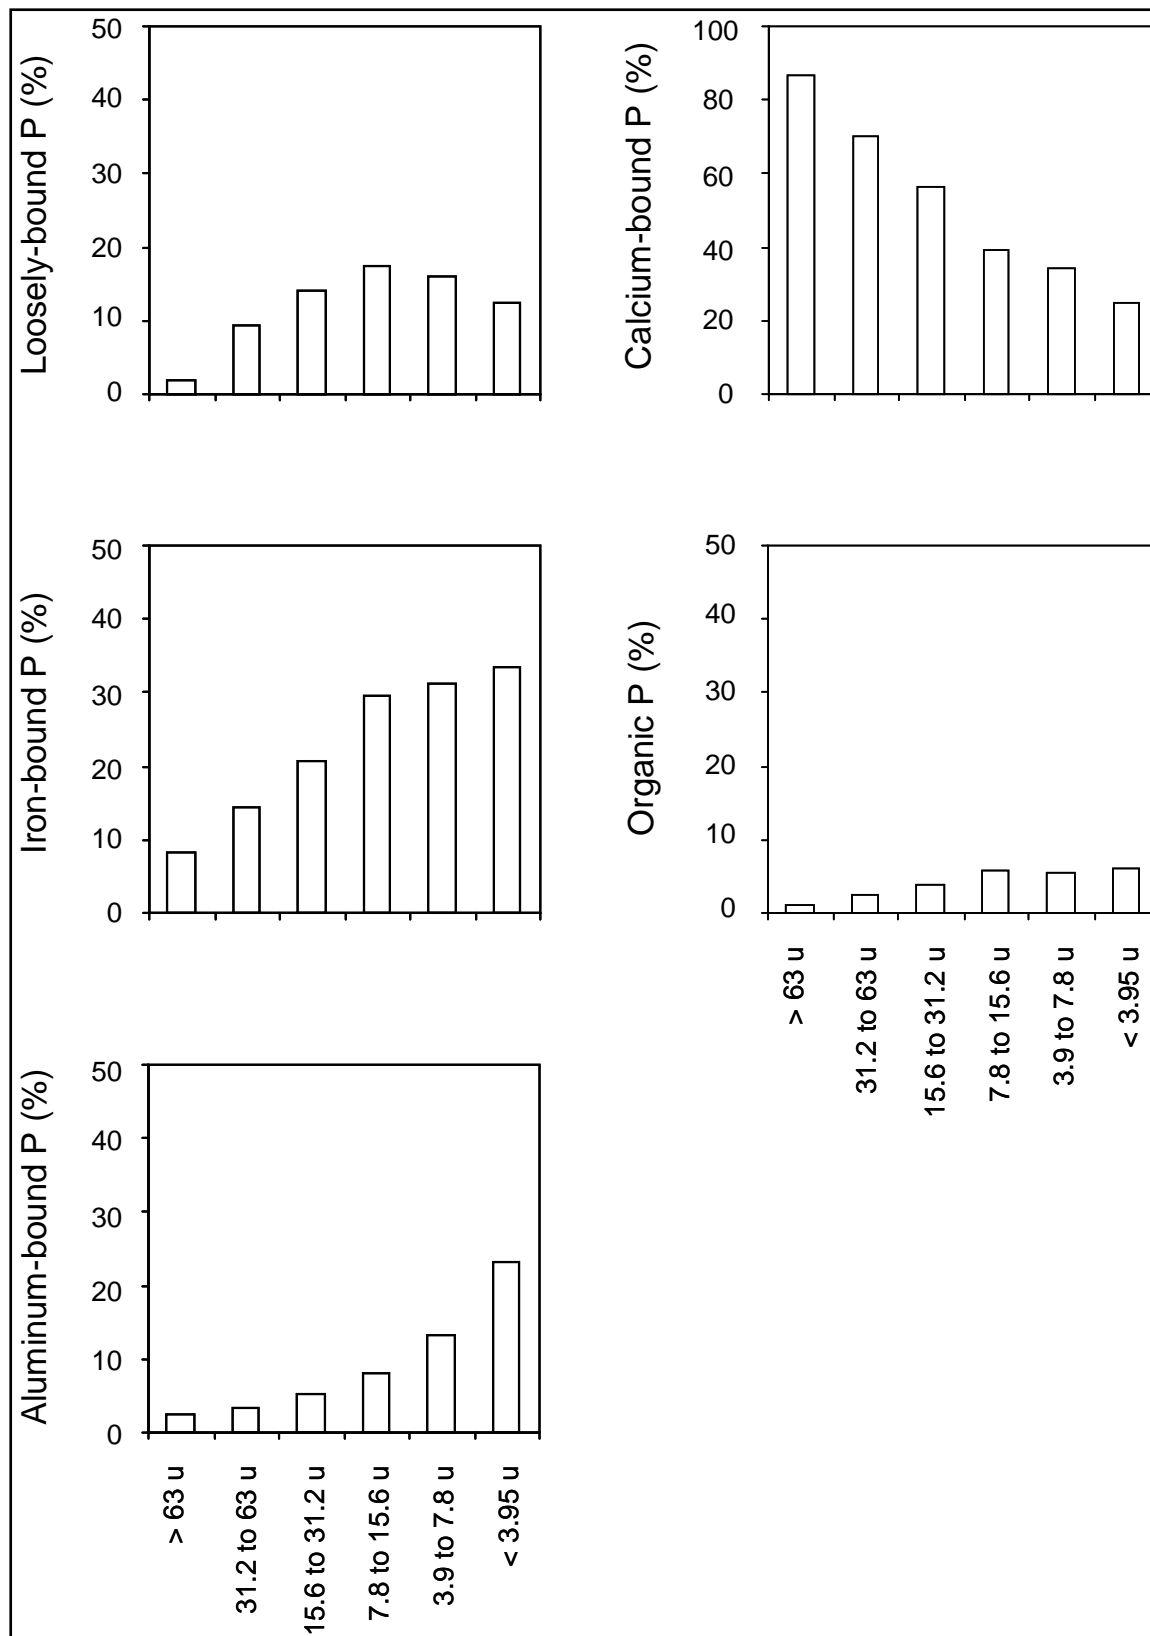 Loosely-bound P (%)
50
40
30
20
10
0
Calcium-bound P (%)
100
80
60
40
20
0
Iron-bound P (%)
50
40
30
20
10
0
Organic P (%)
50
40
30
20
10
0
> 63 u
31.2 to 63 u
15.6 to 31.2 u
7.8 to 15.6 u
3.9 to 7.8 u
< 3.95 u
Aluminum-bound P (%)
50
40
30
20
10
0
> 63 u
31.2 to 63 u
15.6 to 31.2 u
7.8 to 15.6 u
3.9 to 7.8 u
< 3.95 u